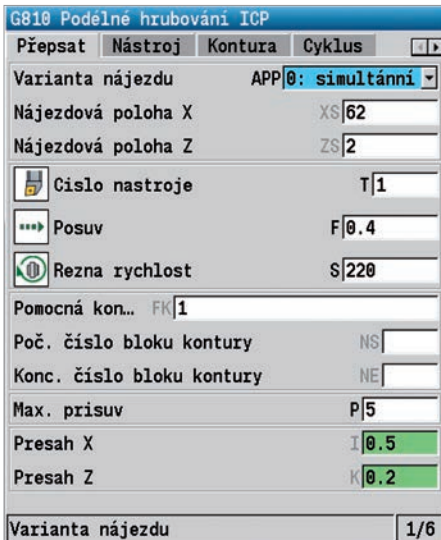 G810 Podélné hrubování ICP
Přepsat Nástroj Kontura Cyklus
Varianta nájezdu APP 0: simultánní
Nájezdová poloha X XS 62
Nájezdová poloha Z ZS 2
Cislo nastroje T 1
Posuv F 0.4
Rezna rychlost S 220
Pomocná kon… FK 1
Poč. číslo bloku kontury NS
Konc. číslo bloku kontury NE
Max. prisuv P 5
Presah X I 0.5
Presah Z K 0.2
Varianta nájezdu 1/6